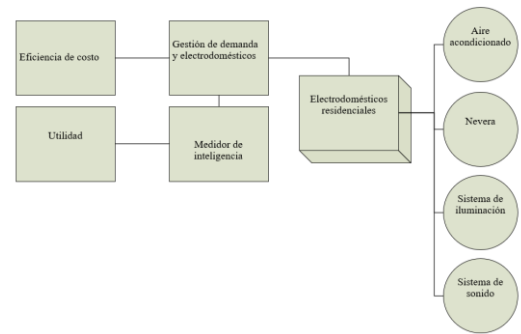 Eficiencia de costo
Gestión de demanda
y electrodomésticos
Utilidad
Medidor de
inteligencia
Electrodomésticos
residenciales
Aire
acondicionado
Nevera
Sistema de
iluminación
Sistema de
sonido